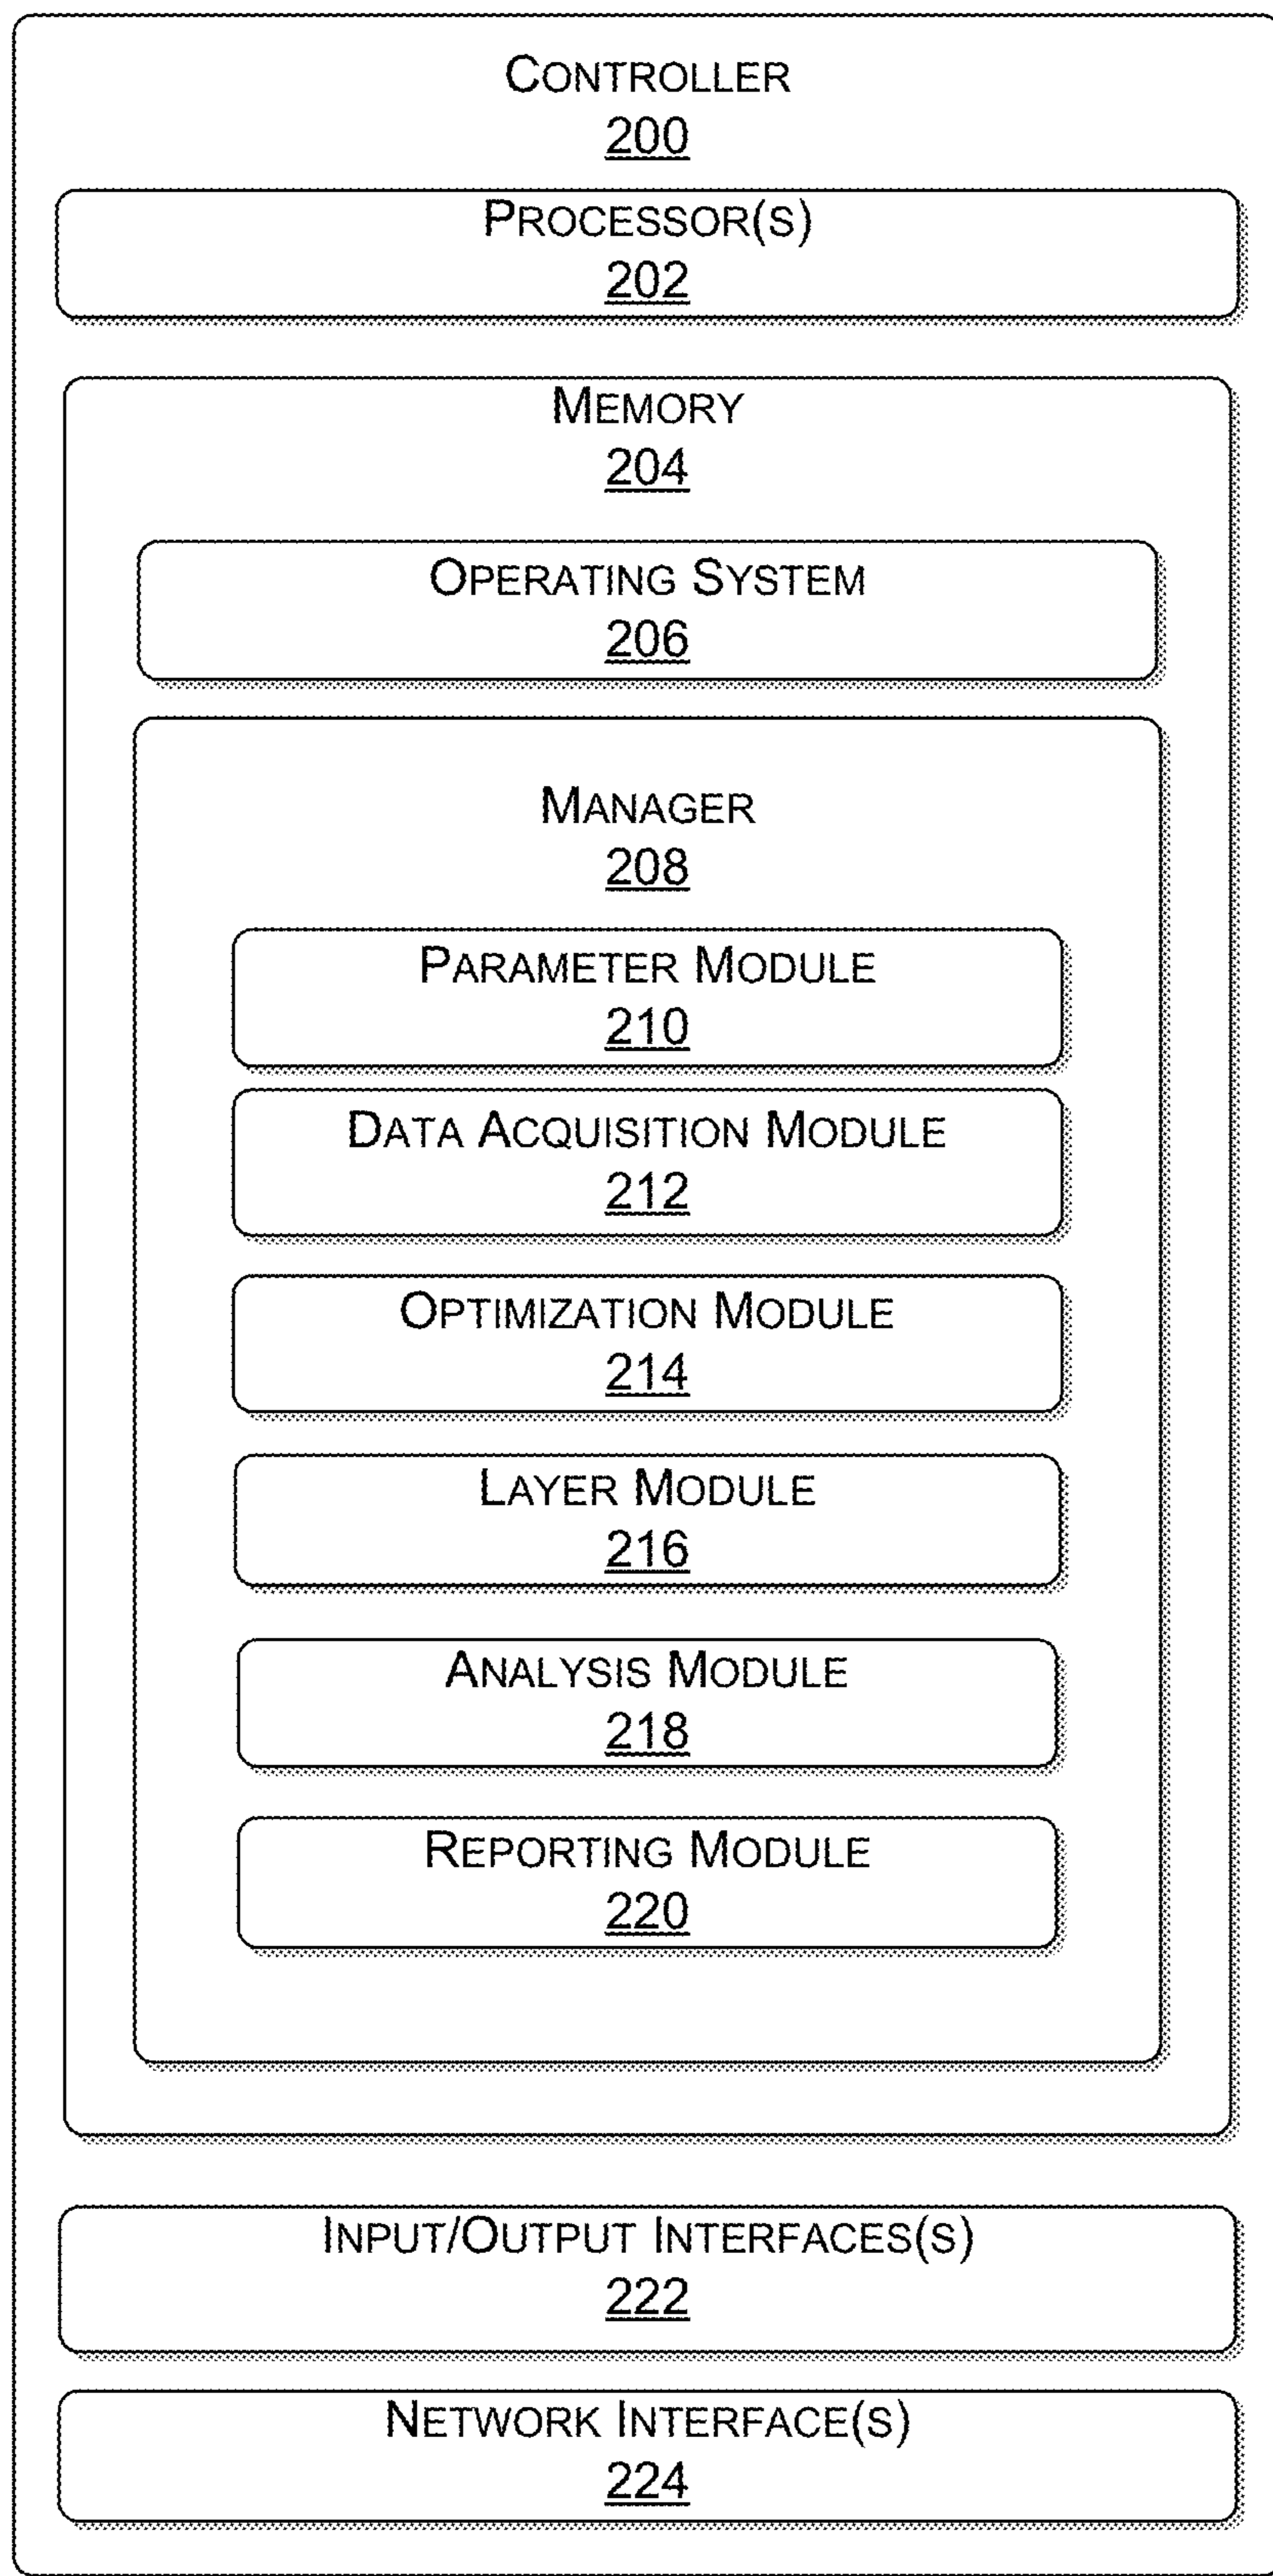 CONTROLLER
200
PROCESSOR(S)
202
MEMORY
204
OPERATING SYSTEM
206
MANAGER
208
PARAMETER MODULE
210
DATA ACQUISITION MODULE
212
OPTIMIZATION MODULE
214
LAYER MODULE
216
ANALYSIS MODULE
218
REPORTING MODULE
220
INPUT/OUTPUT INTERFACES(S)
222
NETWORK INTERFACE(S)
224